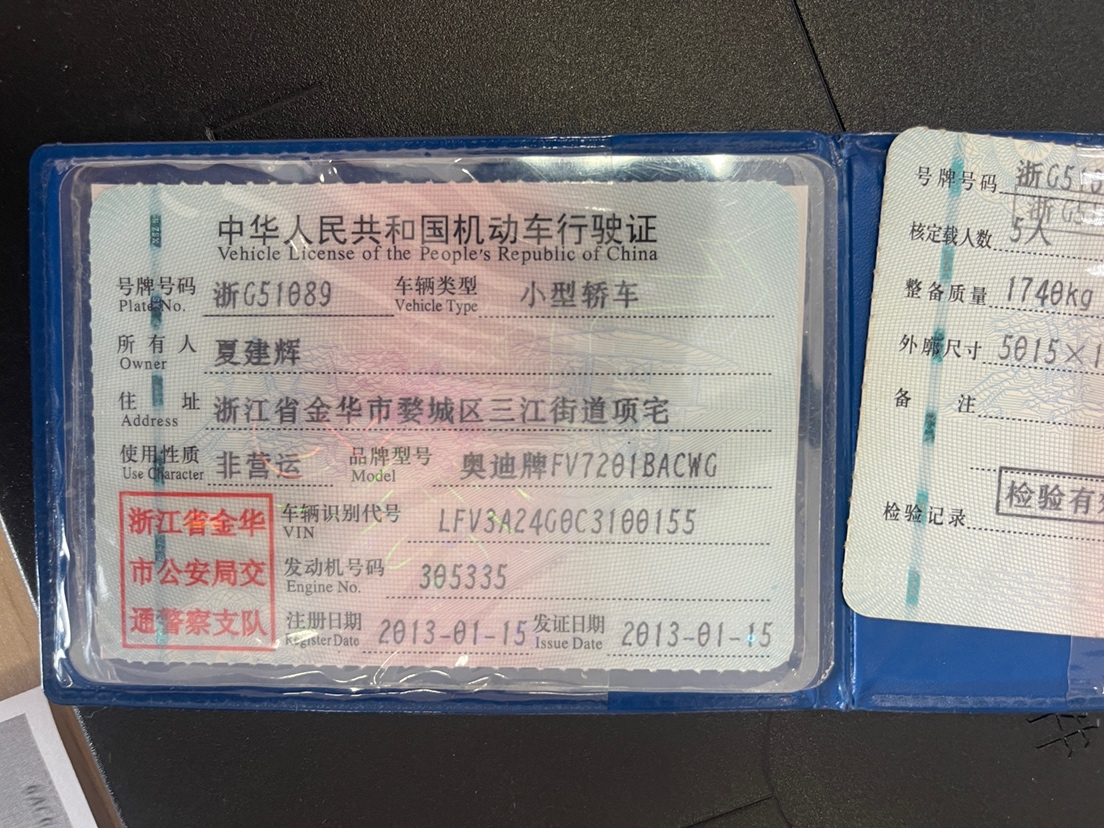 中华人民共和国机动车行驶证
Vehicle License of the People's Republic of China
号牌号码 浙G51089 车辆类型 小型轿车
Plate No. Vehicle Type
所有人 夏建辉
Owner
住址 浙江省金华市婺城区三江街道项宅
Address
使用性质 非营运 品牌型号 奥迪牌FV7201BACWG
Use Character Model
浙江省金华
市公安局交
通警察支队
车辆识别代号 LFV3A24G0C3100155
VIN
发动机号码 305335
Engine No.
注册日期 2013-01-15 发证日期 2013-01-15
Register Date Issue Date
号牌号码 浙G510
浙G51
核定载人数 5人
整备质量 1740kg
外廓尺寸 5015×1
备注
检验记录 检验有效